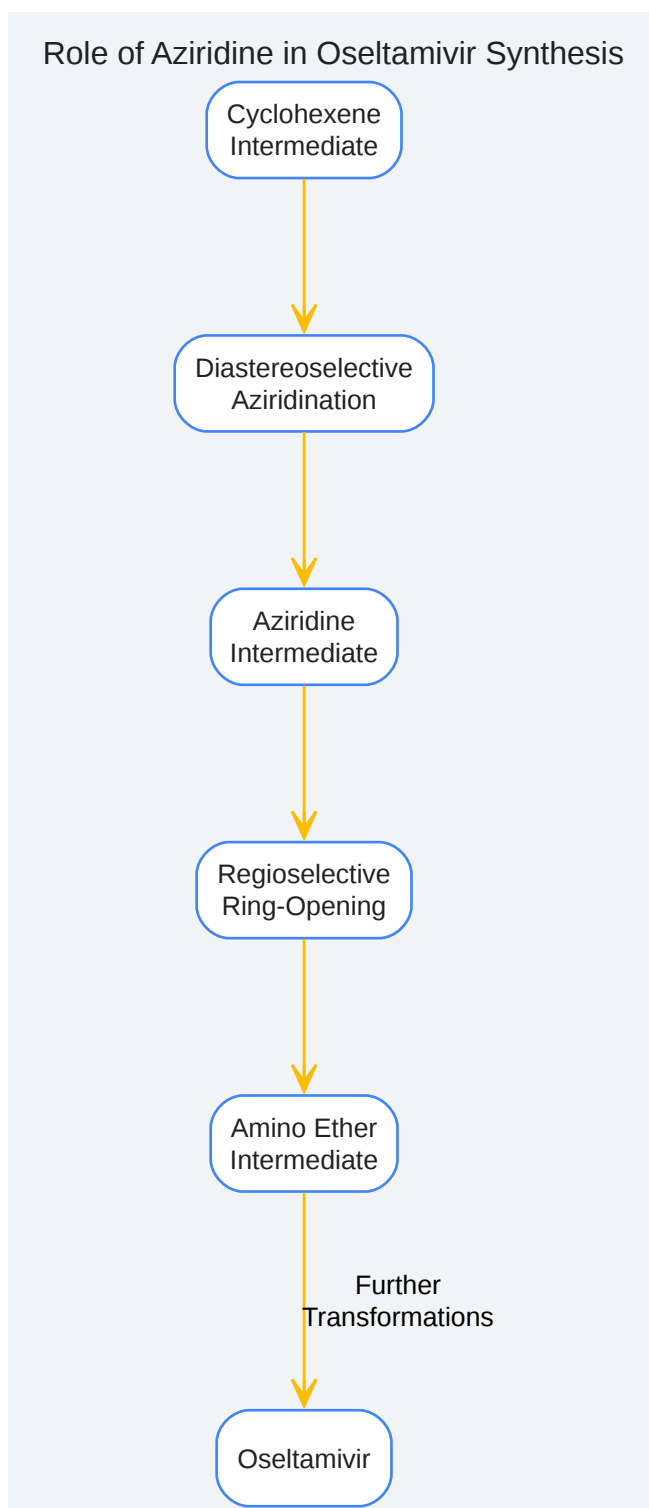 Role of Aziridine in Oseltamivir Synthesis
Cyclohexene
Intermediate
Diastereoselective
Aziridination
Aziridine
Intermediate
Regioselective
Ring-Opening
Amino Ether
Intermediate
Further
Transformations
Oseltamivir